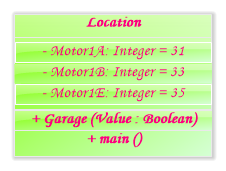 Location
- Motor1A: Integer = 31
- Motor1B: Integer = 33
- Motor1E: Integer = 35
+ Garage (Value : Boolean)
+ main ()